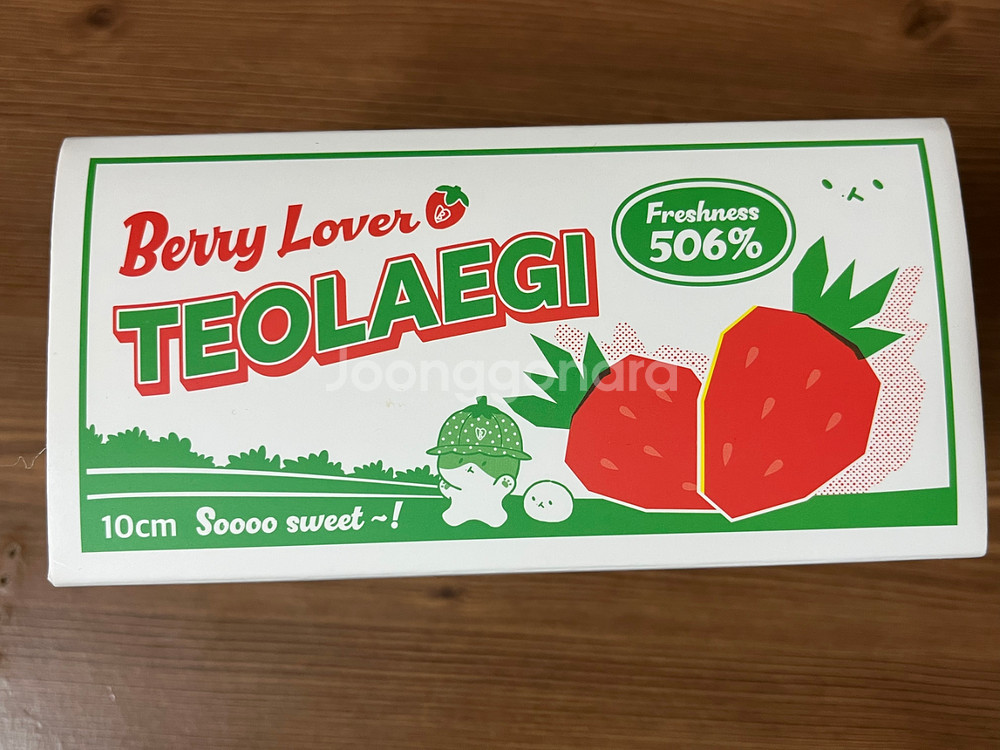 Berry Lover
TEOLAEGI
Freshness
506%
Joonggonara
10cm Soooo sweet ~!